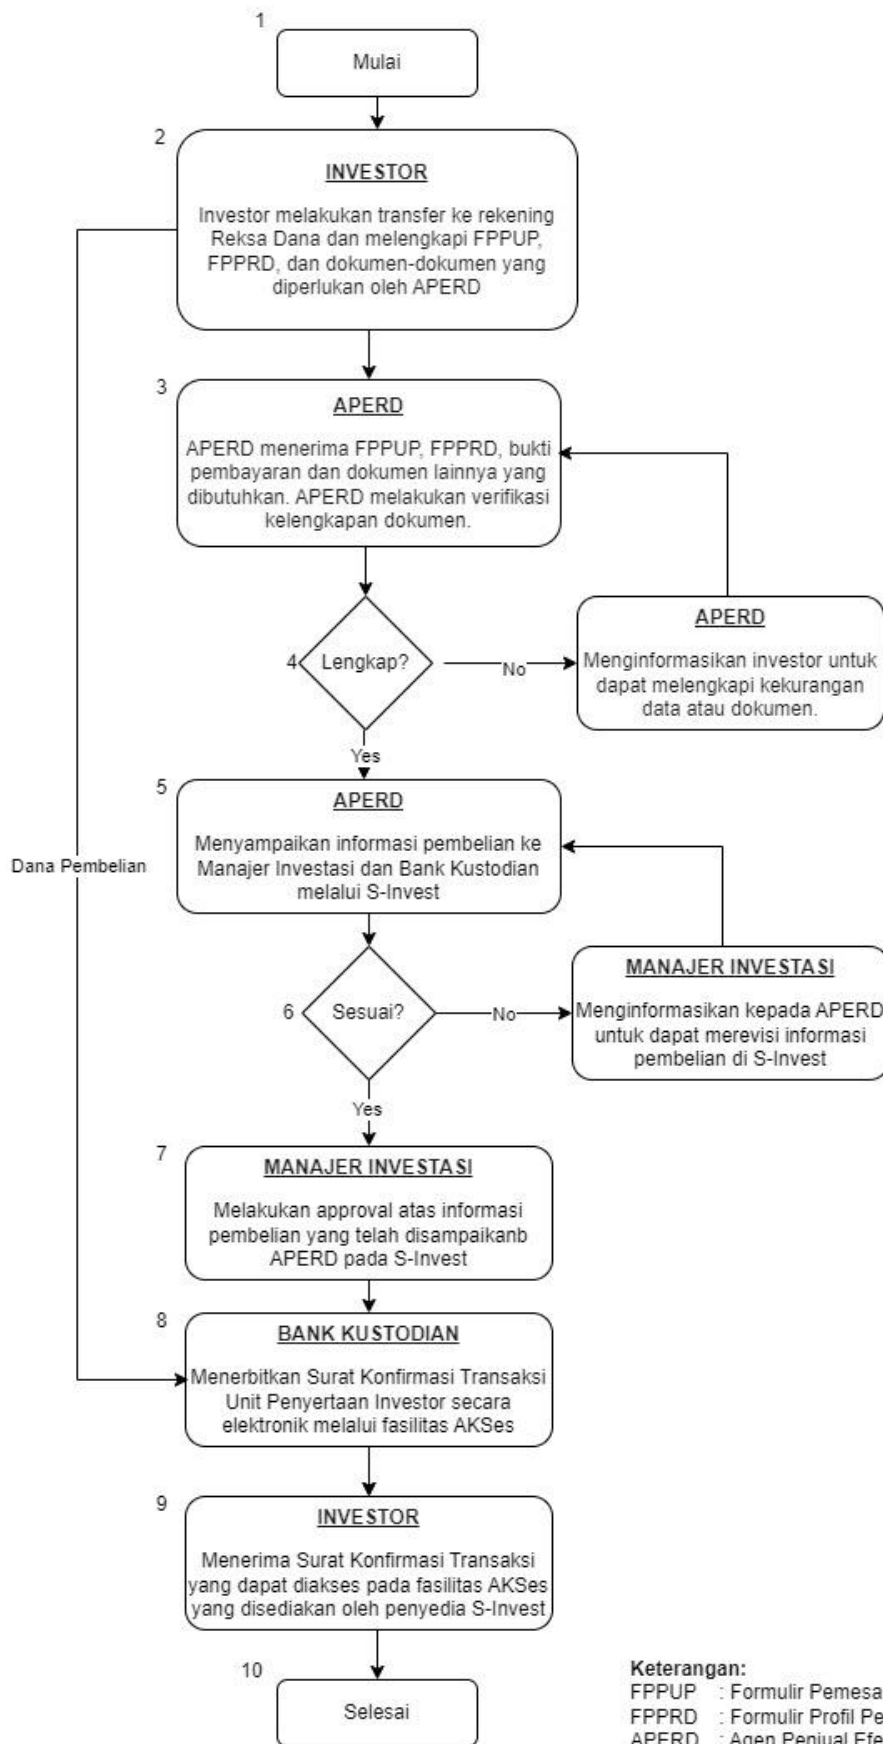 1
Mulai
2
INVESTOR
Investor melakukan transfer ke rekening
Reksa Dana dan melengkapi FPPUP,
FPPRD, dan dokumen-dokumen yang
diperlukan oleh APERD
3
APERD
APERD menerima FPPUP, FPPRD, bukti
pembayaran dan dokumen lainnya yang
dibutuhkan. APERD melakukan verifikasi
kelengkapan dokumen.
4
Lengkap?
No
APERD
Menginformasikan investor untuk
dapat melengkapi kekurangan
data atau dokumen.
Yes
5
APERD
Menyampaikan informasi pembelian ke
Manajer Investasi dan Bank Kustodian
melalui S-Invest
Dana Pembelian
6
Sesuai?
No
MANAJER INVESTASI
Menginformasikan kepada APERD
untuk dapat merevisi informasi
pembelian di S-Invest
Yes
7
MANAJER INVESTASI
Melakukan approval atas informasi
pembelian yang telah disampaikanb
APERD pada S-Invest
8
BANK KUSTODIAN
Menerbitkan Surat Konfirmasi Transaksi
Unit Penyertaan Investor secara
elektronik melalui fasilitas AKSes
9
INVESTOR
Menerima Surat Konfirmasi Transaksi
yang dapat diakses pada fasilitas AKSes
yang disediakan oleh penyedia S-Invest
10
Selesai
Keterangan:
FPPUP : Formulir Pemesa
FPPRD : Formulir Profil Pe
APERD : Agen Penjual Efe